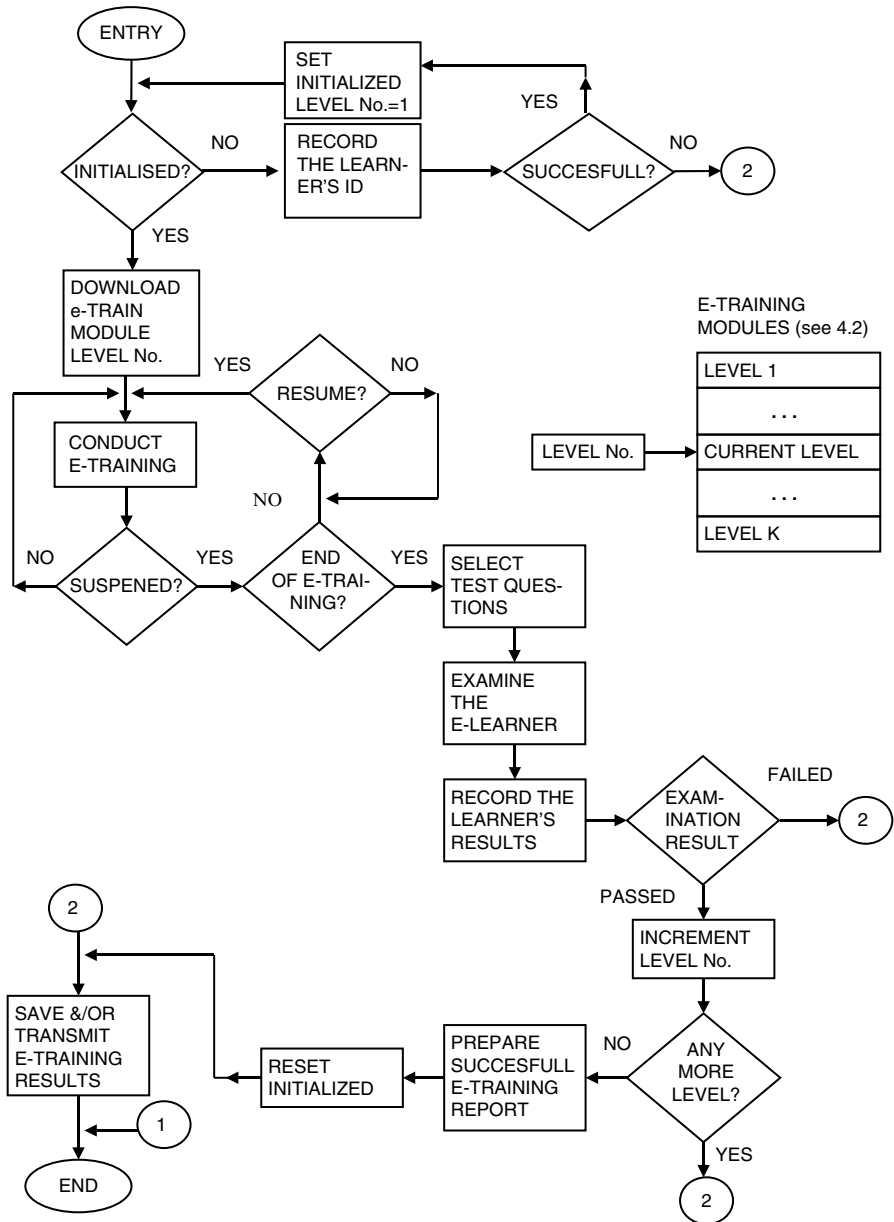 ENTRY
SET
INITIALIZED
LEVEL No.=1
YES
INITIALISED?
NO
RECORD
THE LEARN-
ER'S ID
SUCCESFULL?
NO
2
YES
DOWNLOAD
e-TRAIN
MODULE
LEVEL No.
E-TRAINING
MODULES (see 4.2)
LEVEL 1
. . .
LEVEL No.
CURRENT LEVEL
. . .
LEVEL K
YES
RESUME?
NO
CONDUCT
E-TRAINING
NO
NO
SUSPENED?
YES
END
OF E-TRAI-
NING?
YES
SELECT
TEST QUES-
TIONS
EXAMINE
THE
E-LEARNER
RECORD THE
LEARNER'S
RESULTS
EXAM-
INATION
RESULT
FAILED
2
PASSED
INCREMENT
LEVEL No.
ANY
MORE
LEVEL?
NO
PREPARE
SUCCESFULL
E-TRAINING
REPORT
RESET
INITIALIZED
YES
2
2
SAVE &/OR
TRANSMIT
E-TRAINING
RESULTS
1
END